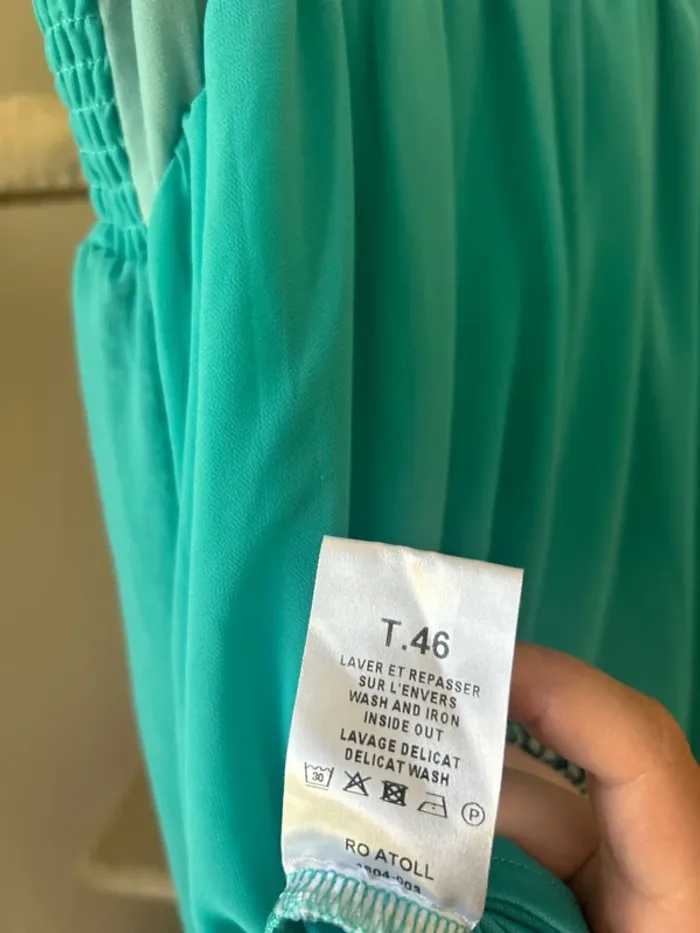 T.46
LAVER ET REPASSER
SUR L'ENVERS
WASH AND IRON
INSIDE OUT
LAVAGE DELICAT
DELICAT WASH
30
P
RO ATOLL